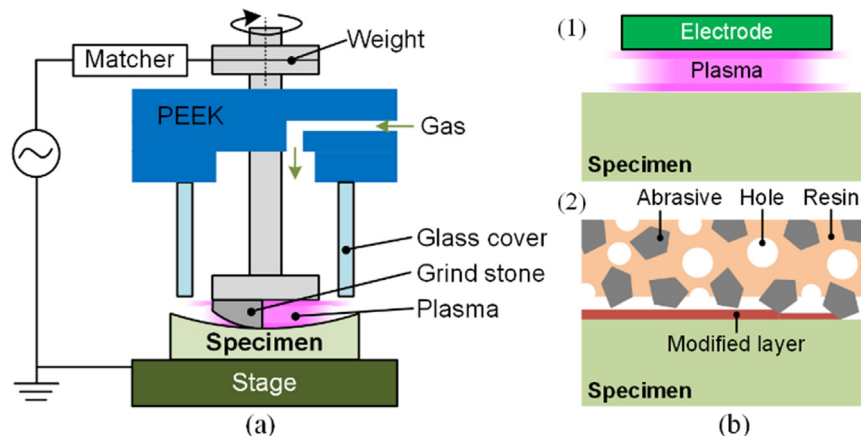 Weight
Matcher
PEEK
Gas
Glass cover
Grind stone
Plasma
Specimen
Stage
(a)
(1)
Electrode
Plasma
Specimen
(2)
Abrasive Hole Resin
Modified layer
Specimen
(b)